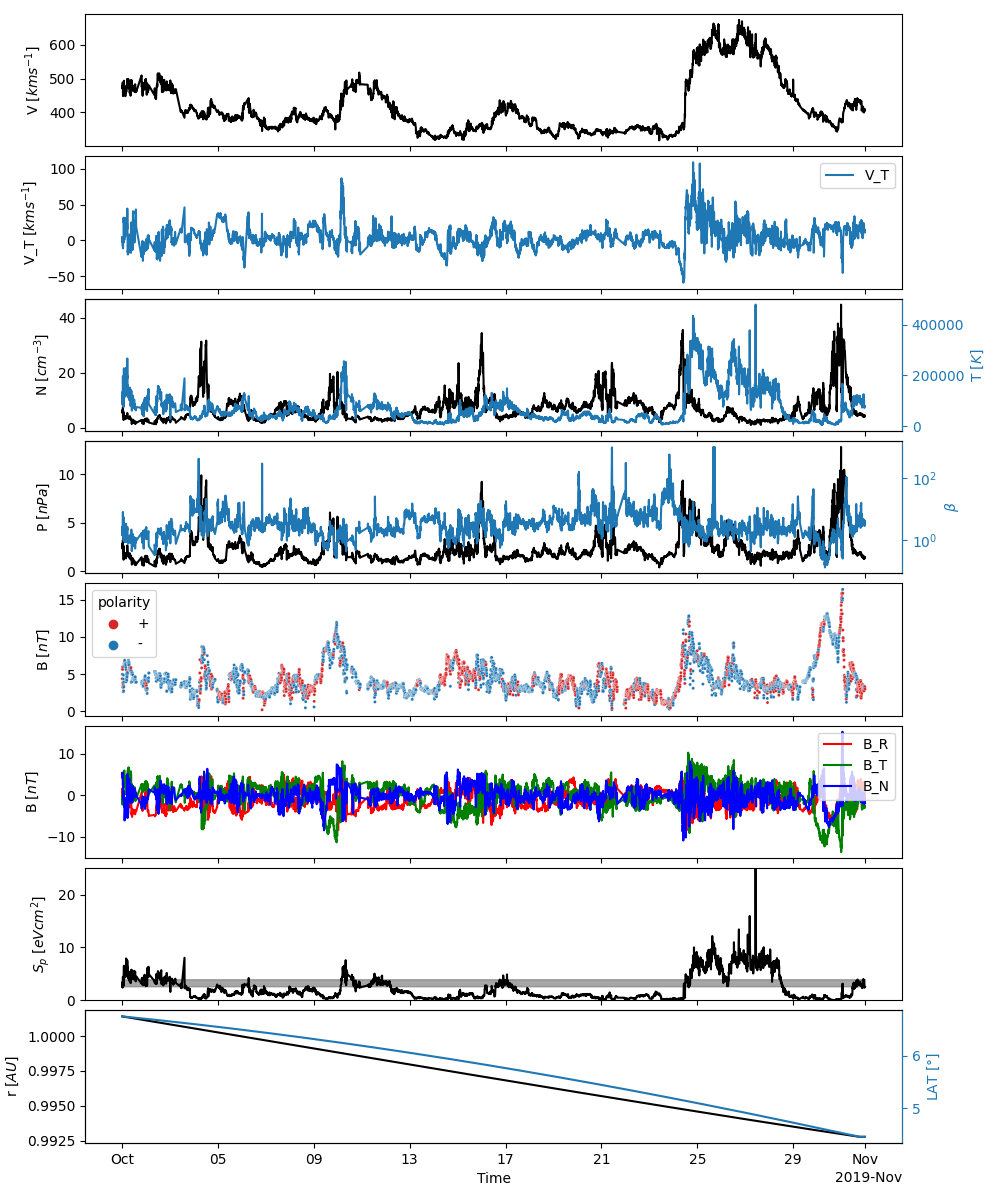 600
500
400
V [kms⁻¹]
100
50
0
−50
V_T [kms⁻¹]
V_T
40
20
0
N [cm⁻³]
400000
200000
0
T [K]
10
5
0
P [nPa]
10²
10⁰
β
15
10
5
0
B [nT]
polarity
+
-
10
0
−10
B [nT]
B_R
B_T
B_N
20
10
0
Sₚ [eVcm²]
1.0000
0.9975
0.9950
0.9925
r [AU]
6
5
LAT [°]
Oct 05 09 13 17 21 25 29 Nov
Time
2019-Nov